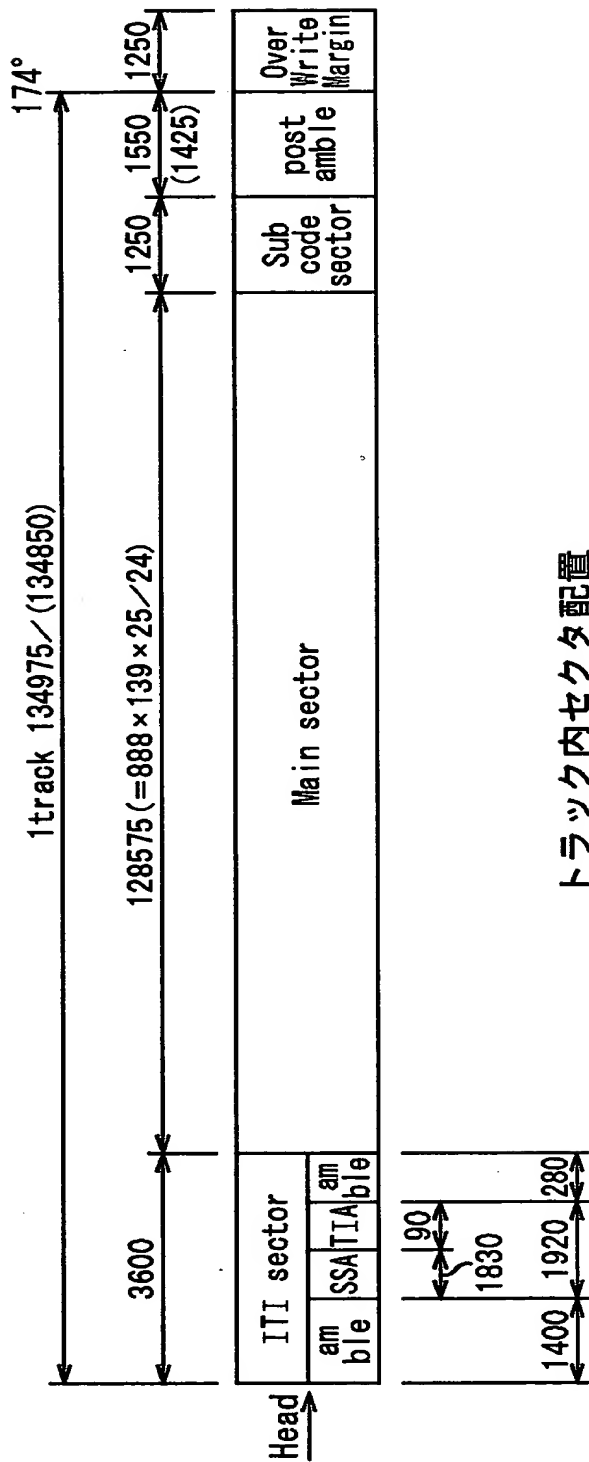 174°
1track 134975／(134850)
3600
128575(=888×139×25／24)
1250
1550
(1425)
1250
Head
ITI sector
am
ble
SSA
TIA
am
ble
Main sector
Sub
code
sector
post
amble
Over
Write
Margin
90
1830
1400
1920
280
トラック内セクタ配置